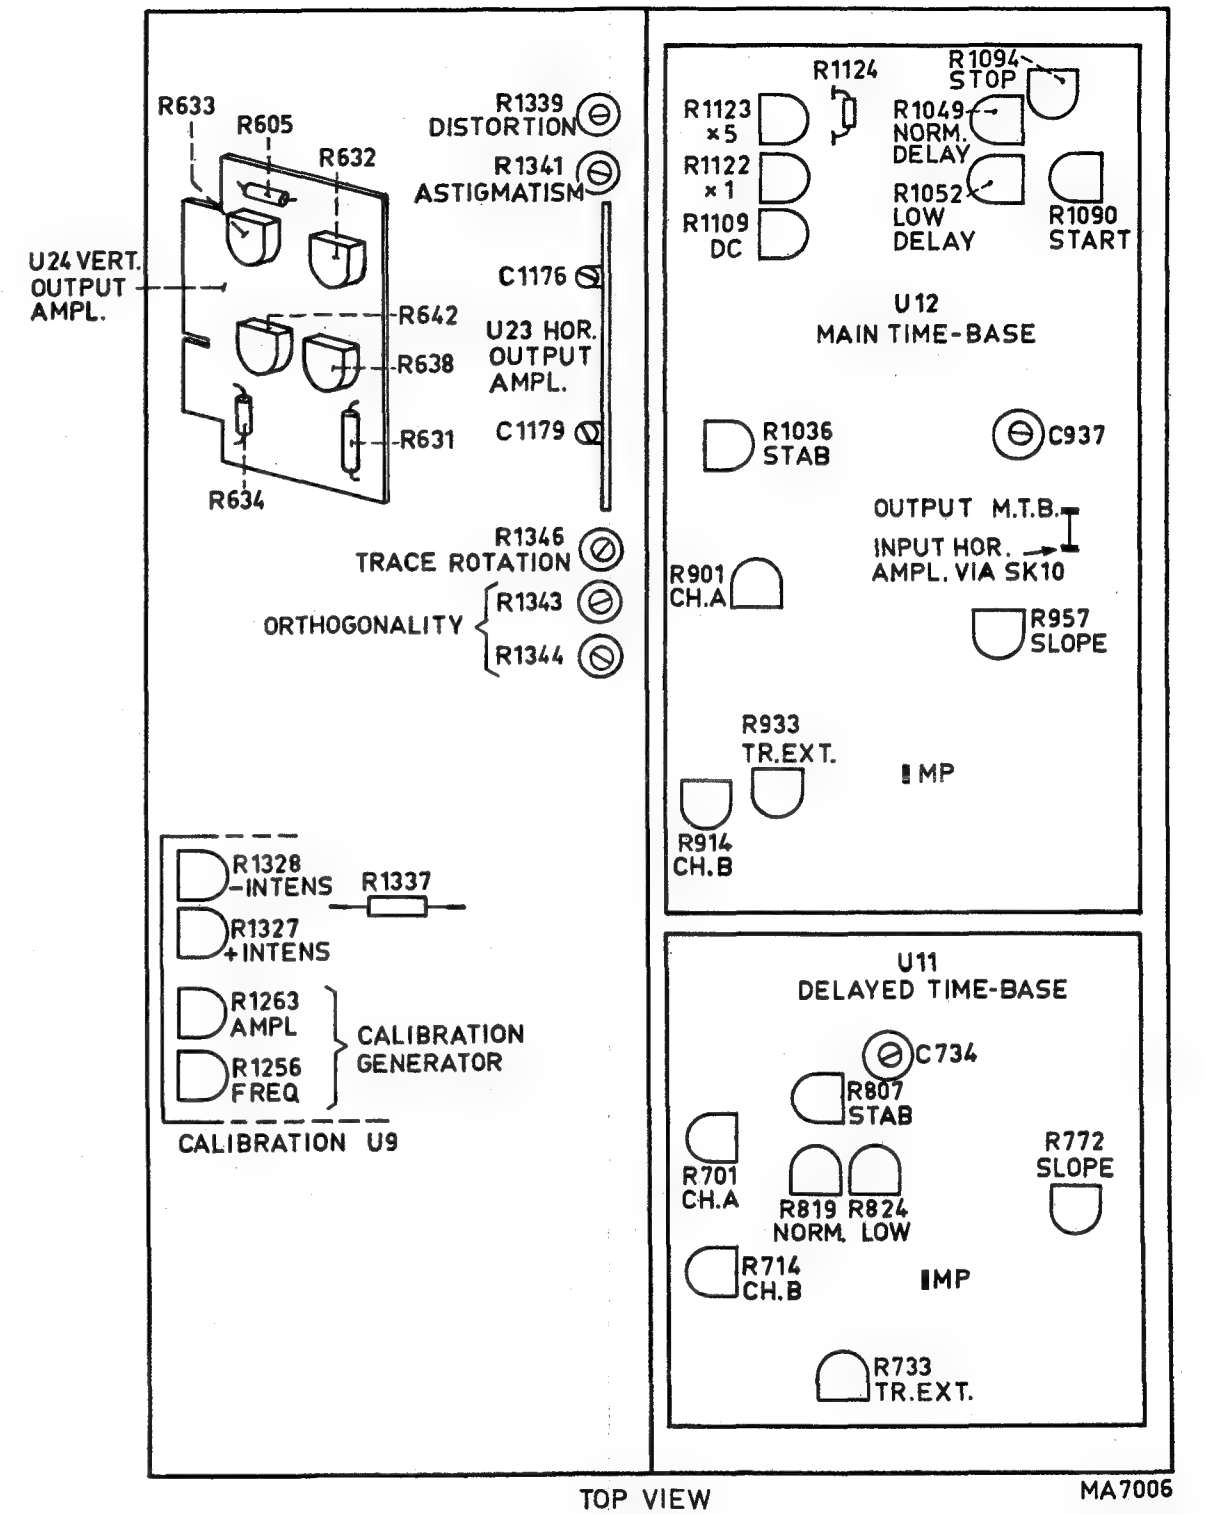 R633
R605
R632
U24 VERT.
OUTPUT
AMPL.
R642
R638
R631
R634
R1339
DISTORTION
R1341
ASTIGMATISM
C1176
U23 HOR.
OUTPUT
AMPL.
C1179
R1346
TRACE ROTATION
ORTHOGONALITY
R1343
R1344
R1328
-INTENS
R1337
R1327
+INTENS
R1263
AMPL
R1256
FREQ
CALIBRATION
GENERATOR
CALIBRATION U9
R1123
×5
R1122
×1
R1109
DC
R1124
R1094
STOP
R1049
NORM.
DELAY
R1052
LOW
DELAY
R1090
START
U12
MAIN TIME-BASE
R1036
STAB
C937
OUTPUT M.T.B.
INPUT HOR.
AMPL. VIA SK10
R901
CH.A
R957
SLOPE
R933
TR.EXT.
MP
R914
CH.B
U11
DELAYED TIME-BASE
C734
R807
STAB
R701
CH.A
R819 R824
NORM. LOW
R772
SLOPE
R714
CH.B
MP
R733
TR.EXT.
TOP VIEW
MA7006